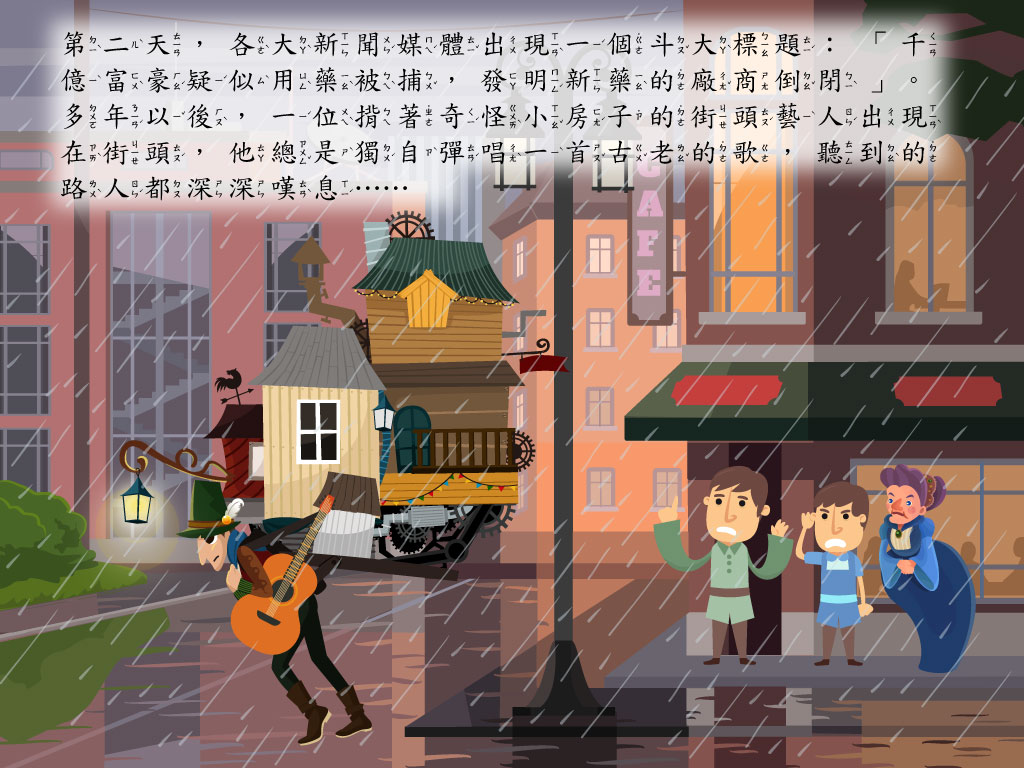 第二天，各大新聞媒體出現一個斗大標題：「千
億富豪疑似用藥被捕，發明新藥的廠商倒閉」。
多年以後，一位揹著奇怪小房子的街頭藝人出現
在街頭，他總是獨自彈唱一首古老的歌，聽到的
路人都深深嘆息……
CAFE